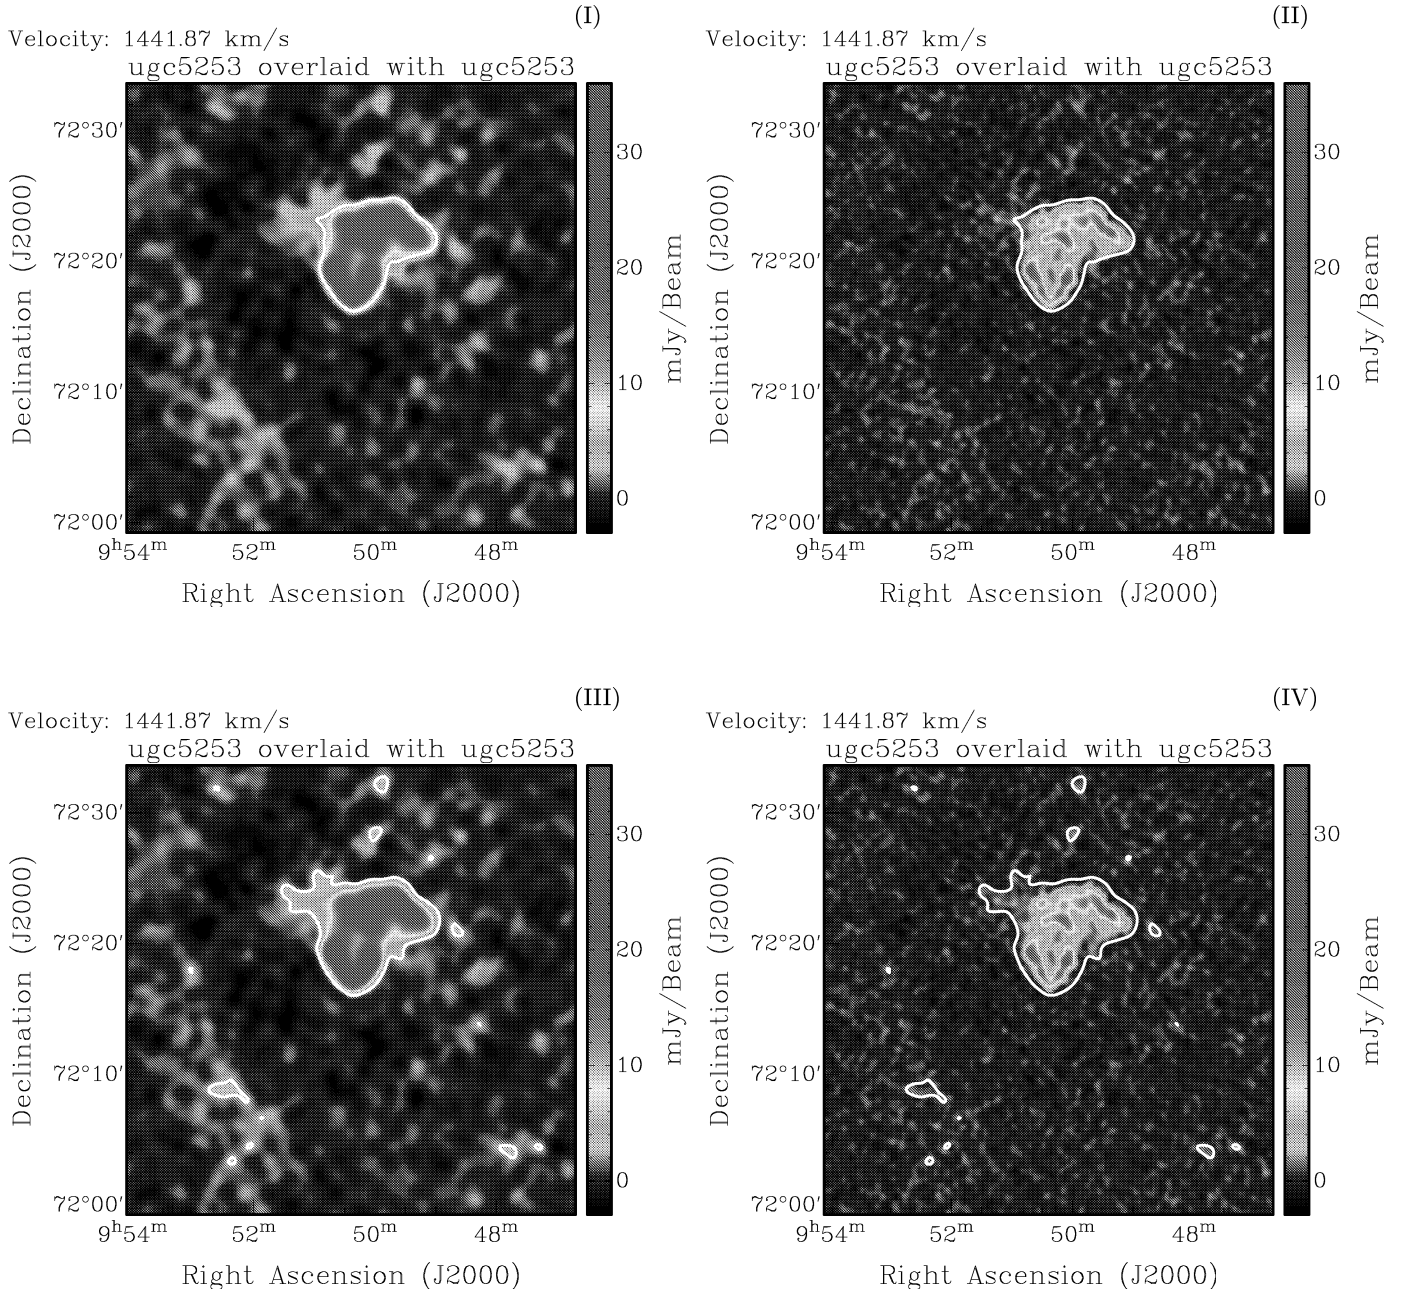 (I)
Velocity: 1441.87 km/s
ugc5253 overlaid with ugc5253
72°30′
72°20′
72°10′
72°00′
9h54m 52m 50m 48m
Right Ascension (J2000)
Declination (J2000)
30
20
10
0
mJy/Beam
(II)
Velocity: 1441.87 km/s
ugc5253 overlaid with ugc5253
72°30′
72°20′
72°10′
72°00′
9h54m 52m 50m 48m
Right Ascension (J2000)
Declination (J2000)
30
20
10
0
mJy/Beam
(III)
Velocity: 1441.87 km/s
ugc5253 overlaid with ugc5253
72°30′
72°20′
72°10′
72°00′
9h54m 52m 50m 48m
Right Ascension (J2000)
Declination (J2000)
30
20
10
0
mJy/Beam
(IV)
Velocity: 1441.87 km/s
ugc5253 overlaid with ugc5253
72°30′
72°20′
72°10′
72°00′
9h54m 52m 50m 48m
Right Ascension (J2000)
Declination (J2000)
30
20
10
0
mJy/Beam